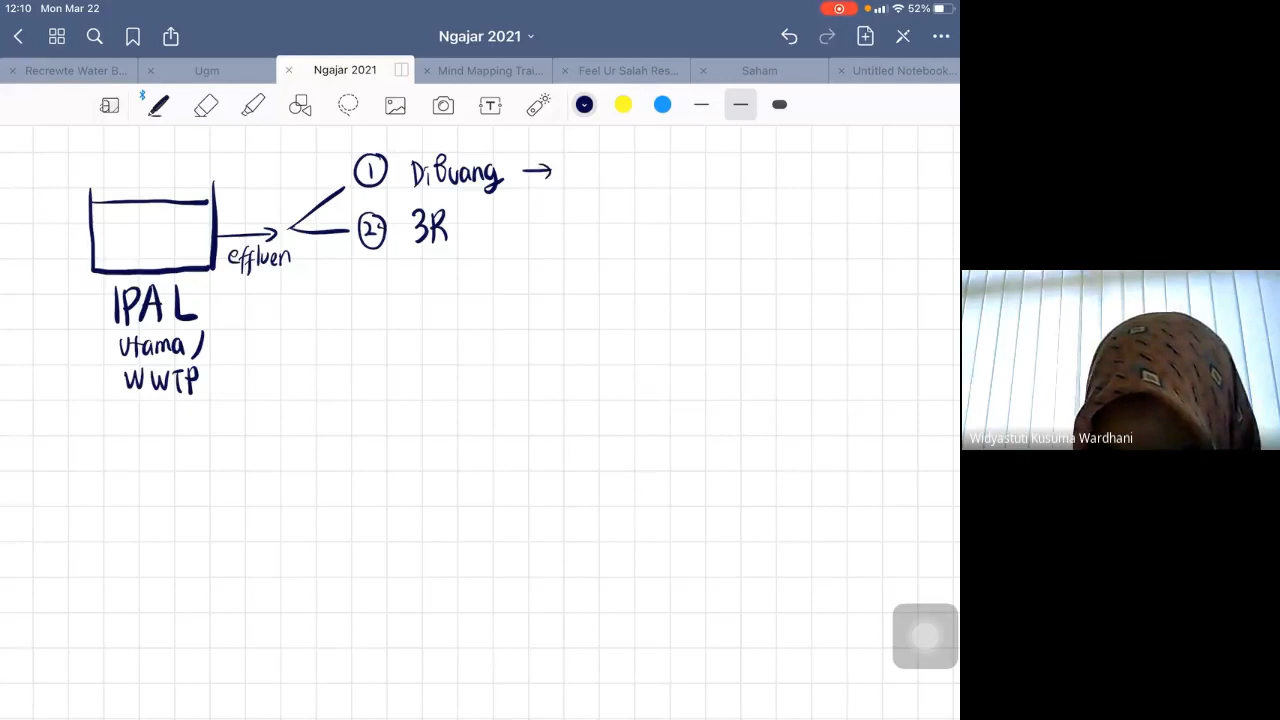 12:10 Mon Mar 22
52%
Ngajar 2021
Recrewte Water B...
Ugm
Ngajar 2021
Mind Mapping Trai...
Feel Ur Salah Res...
Saham
Untitled Notebook...
T
1 DiBuang →
2 3R
effluen
IPAL
Utama /
WWTP
Widyastuti Kusuma Wardhani